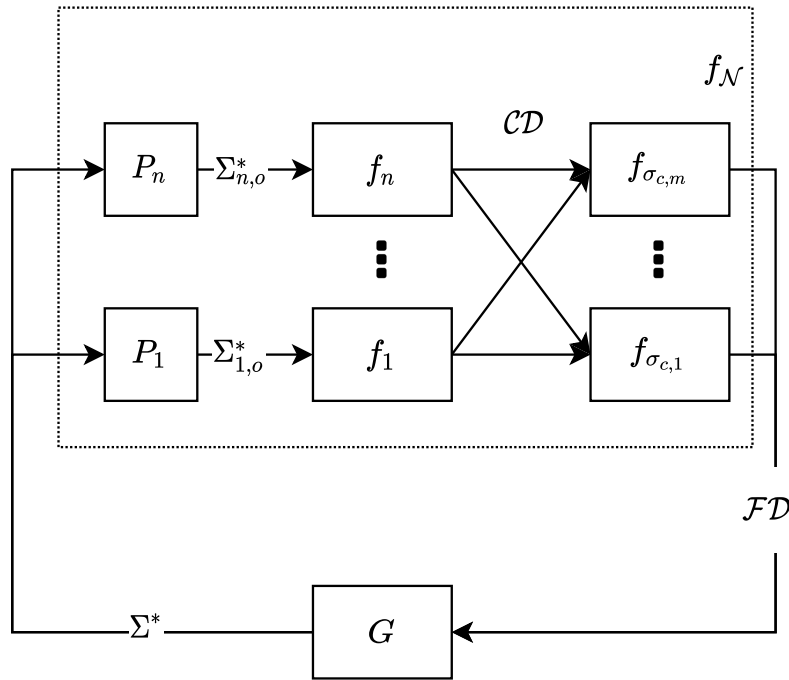 f_𝒩
𝒞𝒟
P_n
Σ*_{n,o}
f_n
f_{σ_{c,m}}
P_1
Σ*_{1,o}
f_1
f_{σ_{c,1}}
ℱ𝒟
Σ*
G